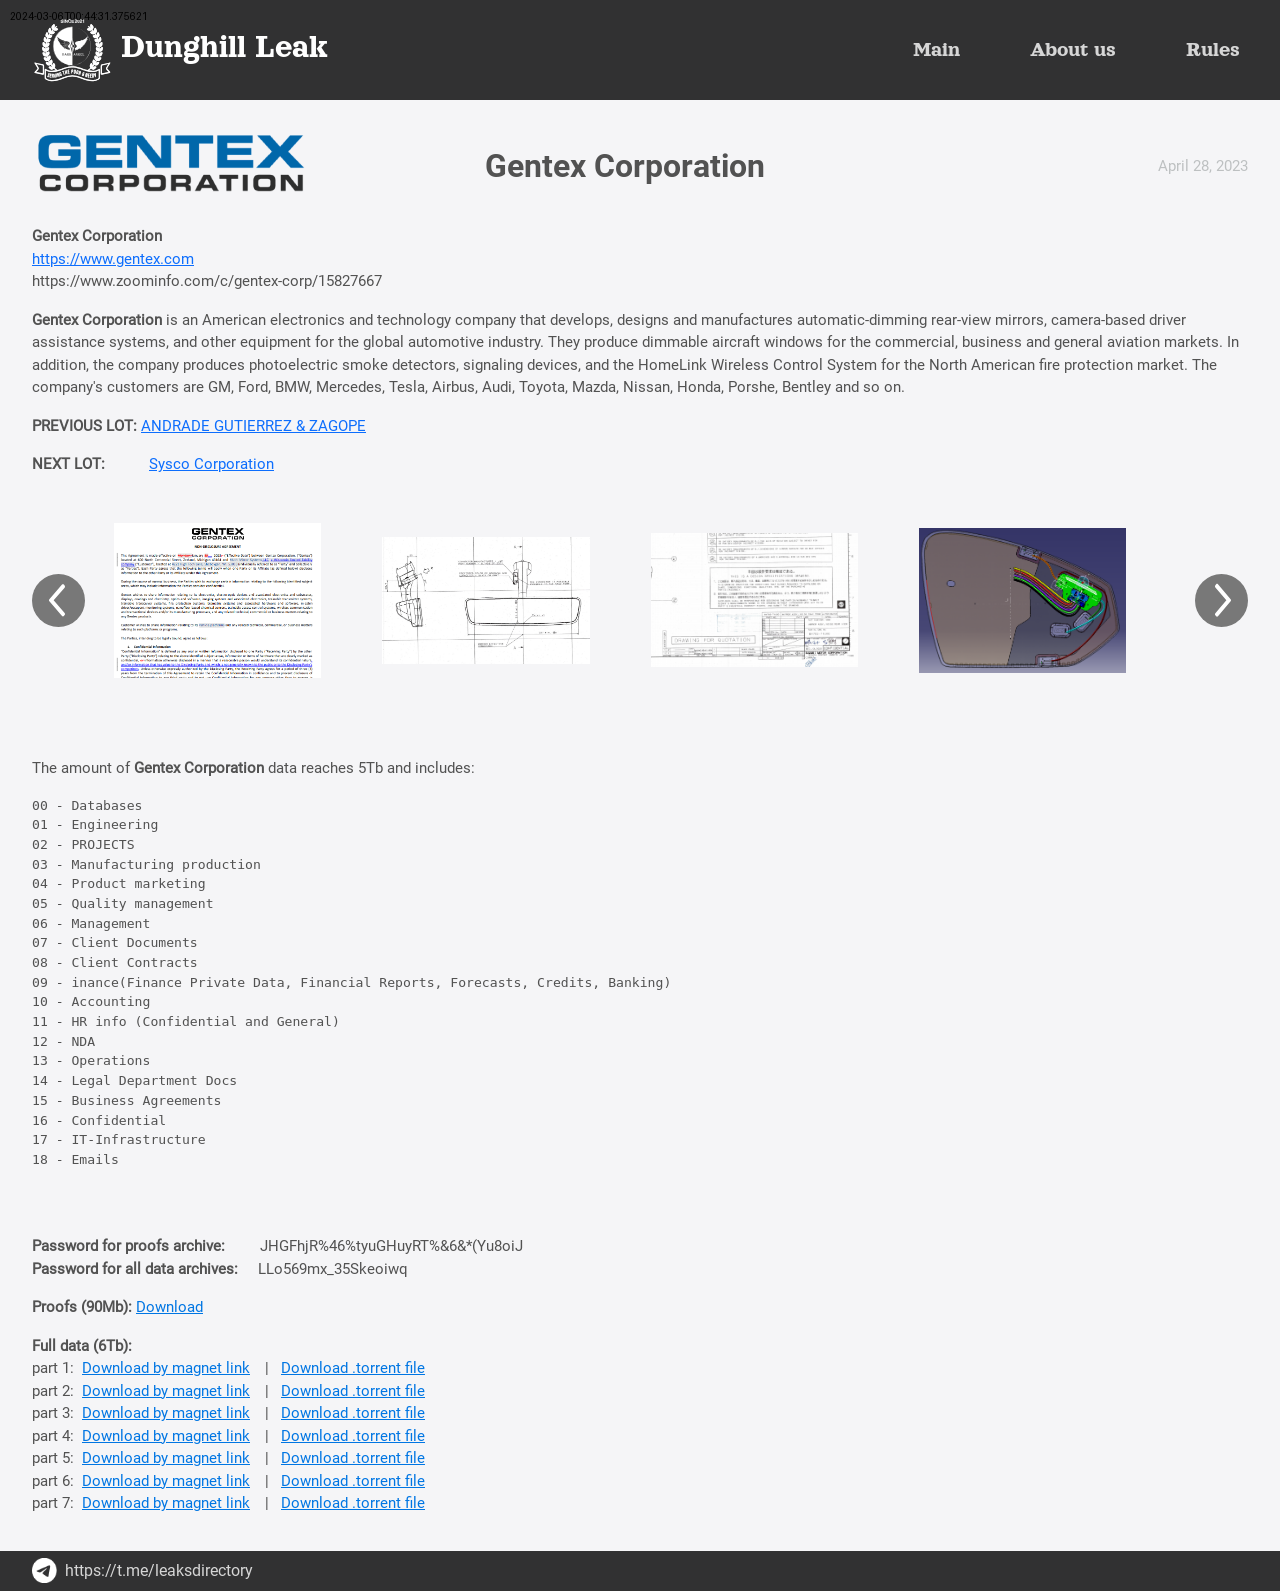 2024-03-06T00:44:31.375621
SINCE 2021
Dunghill Leak
Main
About us
Rules
GENTEX
CORPORATION
Gentex Corporation
April 28, 2023
Gentex Corporation
https://www.gentex.com
https://www.zoominfo.com/c/gentex-corp/15827667
Gentex Corporation is an American electronics and technology company that develops, designs and manufactures automatic-dimming rear-view mirrors, camera-based driver
assistance systems, and other equipment for the global automotive industry. They produce dimmable aircraft windows for the commercial, business and general aviation markets. In
addition, the company produces photoelectric smoke detectors, signaling devices, and the HomeLink Wireless Control System for the North American fire protection market. The
company's customers are GM, Ford, BMW, Mercedes, Tesla, Airbus, Audi, Toyota, Mazda, Nissan, Honda, Porshe, Bentley and so on.
PREVIOUS LOT: ANDRADE GUTIERREZ & ZAGOPE
NEXT LOT: Sysco Corporation
GENTEX
CORPORATION
The amount of Gentex Corporation data reaches 5Tb and includes:
00 - Databases
01 - Engineering
02 - PROJECTS
03 - Manufacturing production
04 - Product marketing
05 - Quality management
06 - Management
07 - Client Documents
08 - Client Contracts
09 - inance(Finance Private Data, Financial Reports, Forecasts, Credits, Banking)
10 - Accounting
11 - HR info (Confidential and General)
12 - NDA
13 - Operations
14 - Legal Department Docs
15 - Business Agreements
16 - Confidential
17 - IT-Infrastructure
18 - Emails
Password for proofs archive: JHGFhjR%46%tyuGHuyRT%&6&*(Yu8oiJ
Password for all data archives: LLo569mx_35Skeoiwq
Proofs (90Mb): Download
Full data (6Tb):
part 1: Download by magnet link | Download .torrent file
part 2: Download by magnet link | Download .torrent file
part 3: Download by magnet link | Download .torrent file
part 4: Download by magnet link | Download .torrent file
part 5: Download by magnet link | Download .torrent file
part 6: Download by magnet link | Download .torrent file
part 7: Download by magnet link | Download .torrent file
https://t.me/leaksdirectory